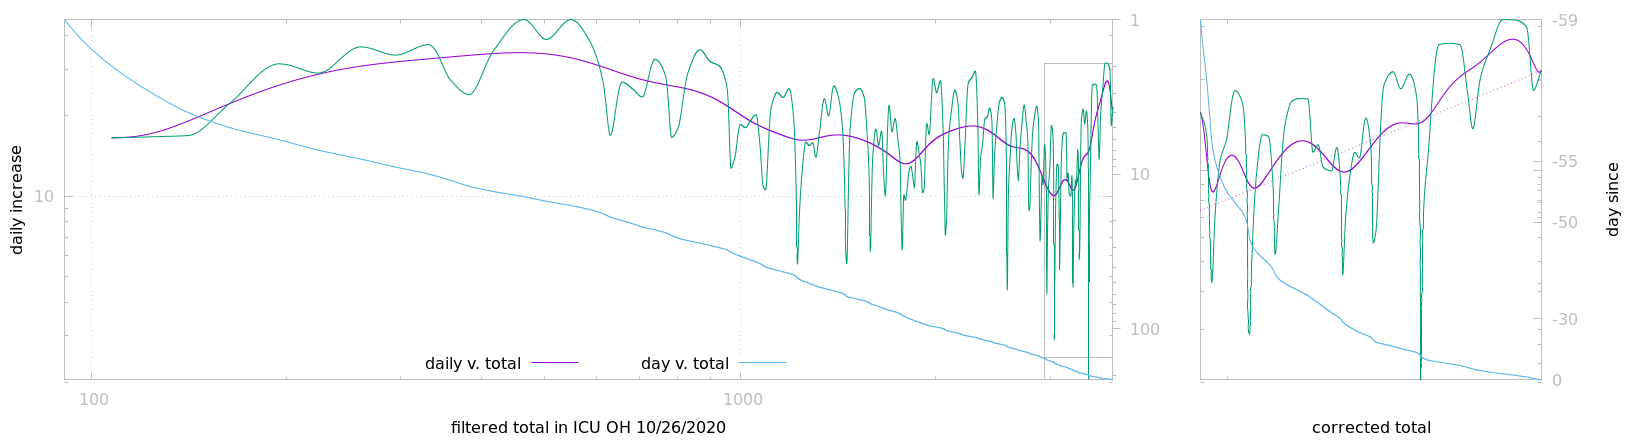 daily increase
10
100
1000
1
10
100
daily v. total
day v. total
filtered total in ICU OH 10/26/2020
-59
-55
-50
-30
0
day since
corrected total